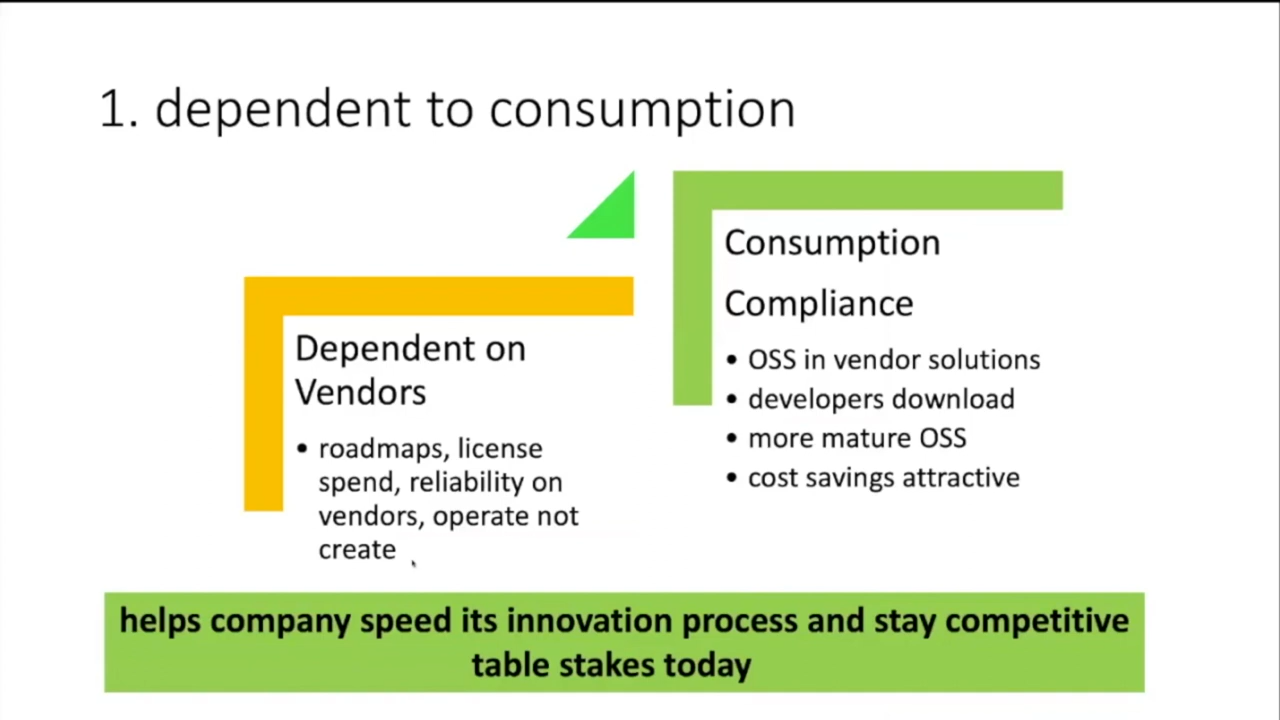 1. dependent to consumption
Dependent on
Vendors
• roadmaps, license
spend, reliability on
vendors, operate not
create
Consumption
Compliance
• OSS in vendor solutions
• developers download
• more mature OSS
• cost savings attractive
helps company speed its innovation process and stay competitive
table stakes today